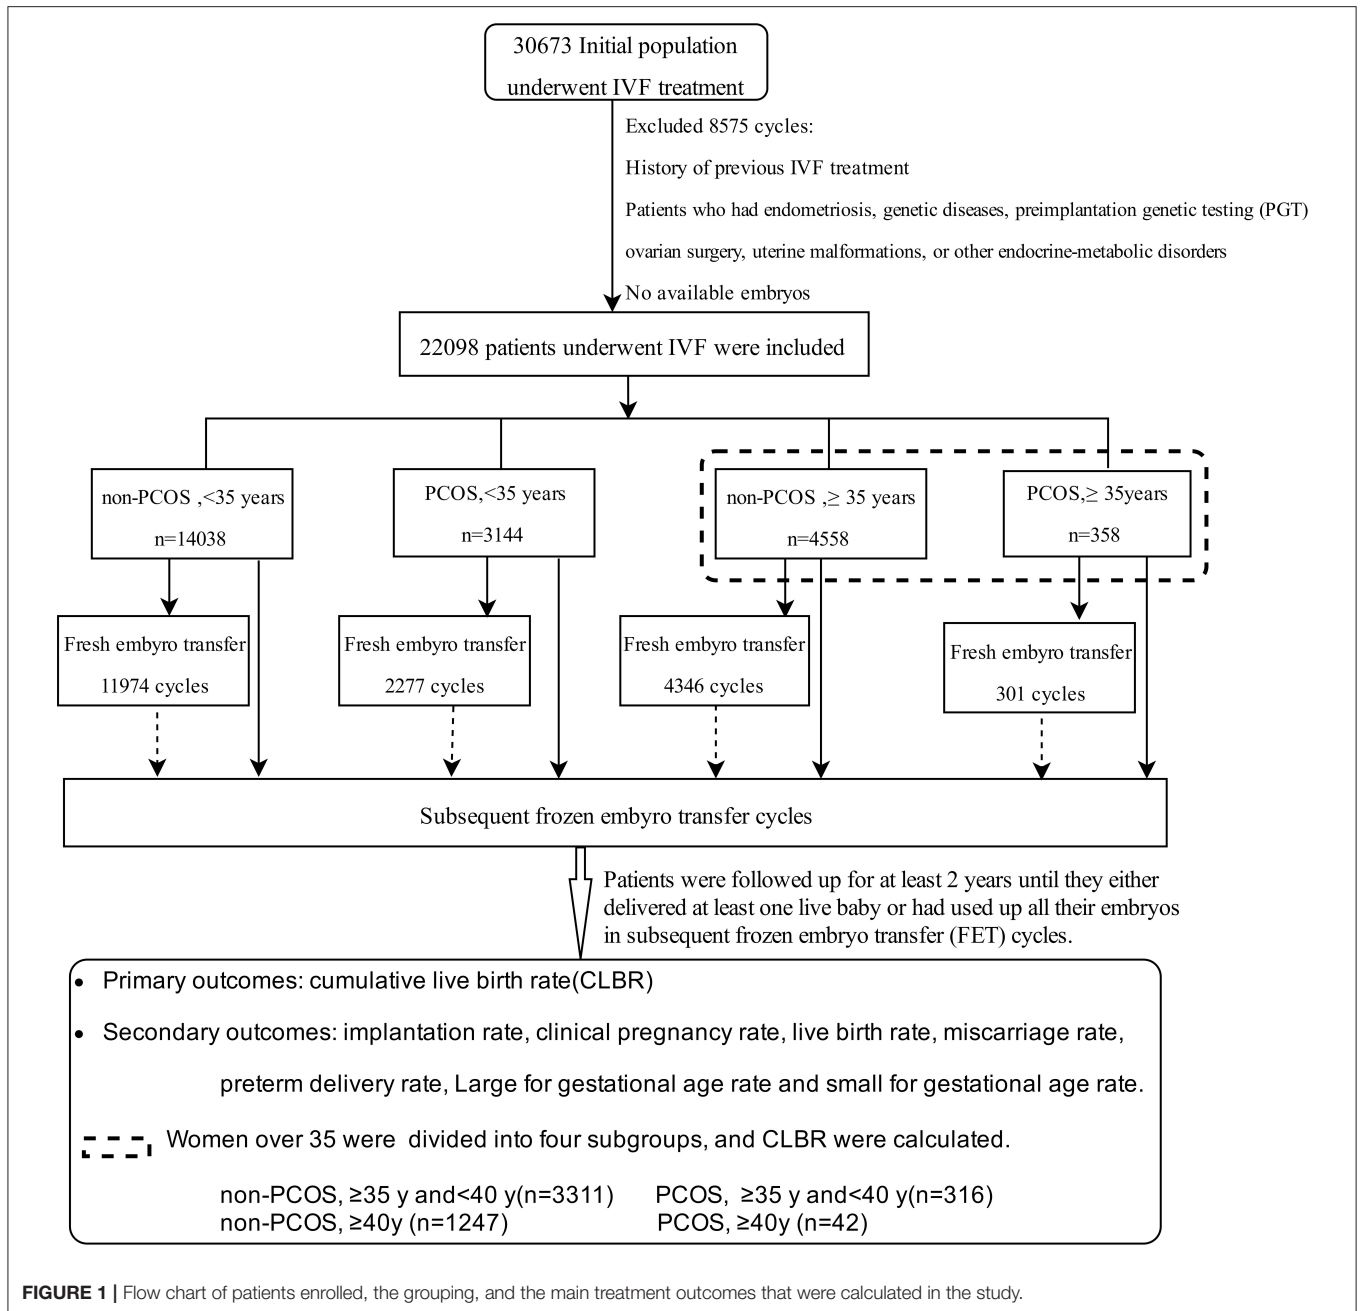 30673 Initial population
underwent IVF treatment
Excluded 8575 cycles:
History of previous IVF treatment
Patients who had endometriosis, genetic diseases, preimplantation genetic testing (PGT)
ovarian surgery, uterine malformations, or other endocrine-metabolic disorders
No available embryos
22098 patients underwent IVF were included
non-PCOS ,<35 years
n=14038
PCOS,<35 years
n=3144
non-PCOS ,≥ 35 years
n=4558
PCOS,≥ 35years
n=358
Fresh embyro transfer
11974 cycles
Fresh embyro transfer
2277 cycles
Fresh embyro transfer
4346 cycles
Fresh embyro transfer
301 cycles
Subsequent frozen embyro transfer cycles
Patients were followed up for at least 2 years until they either
delivered at least one live baby or had used up all their embryos
in subsequent frozen embryo transfer (FET) cycles.
• Primary outcomes: cumulative live birth rate(CLBR)
• Secondary outcomes: implantation rate, clinical pregnancy rate, live birth rate, miscarriage rate,
preterm delivery rate, Large for gestational age rate and small for gestational age rate.
Women over 35 were divided into four subgroups, and CLBR were calculated.
non-PCOS, ≥35 y and<40 y(n=3311) PCOS, ≥35 y and<40 y(n=316)
non-PCOS, ≥40y (n=1247) PCOS, ≥40y (n=42)
FIGURE 1 | Flow chart of patients enrolled, the grouping, and the main treatment outcomes that were calculated in the study.